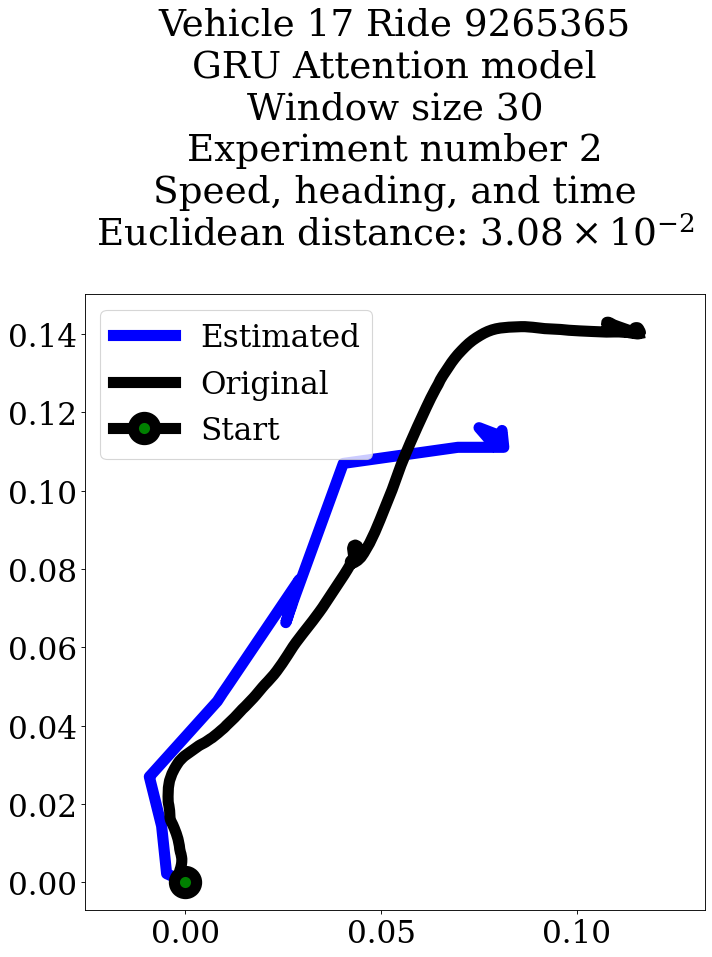 Vehicle 17 Ride 9265365
GRU Attention model
Window size 30
Experiment number 2
Speed, heading, and time
Euclidean distance: 3.08 × 10⁻²
Estimated
Original
Start
0.14
0.12
0.10
0.08
0.06
0.04
0.02
0.00
0.00 0.05 0.10